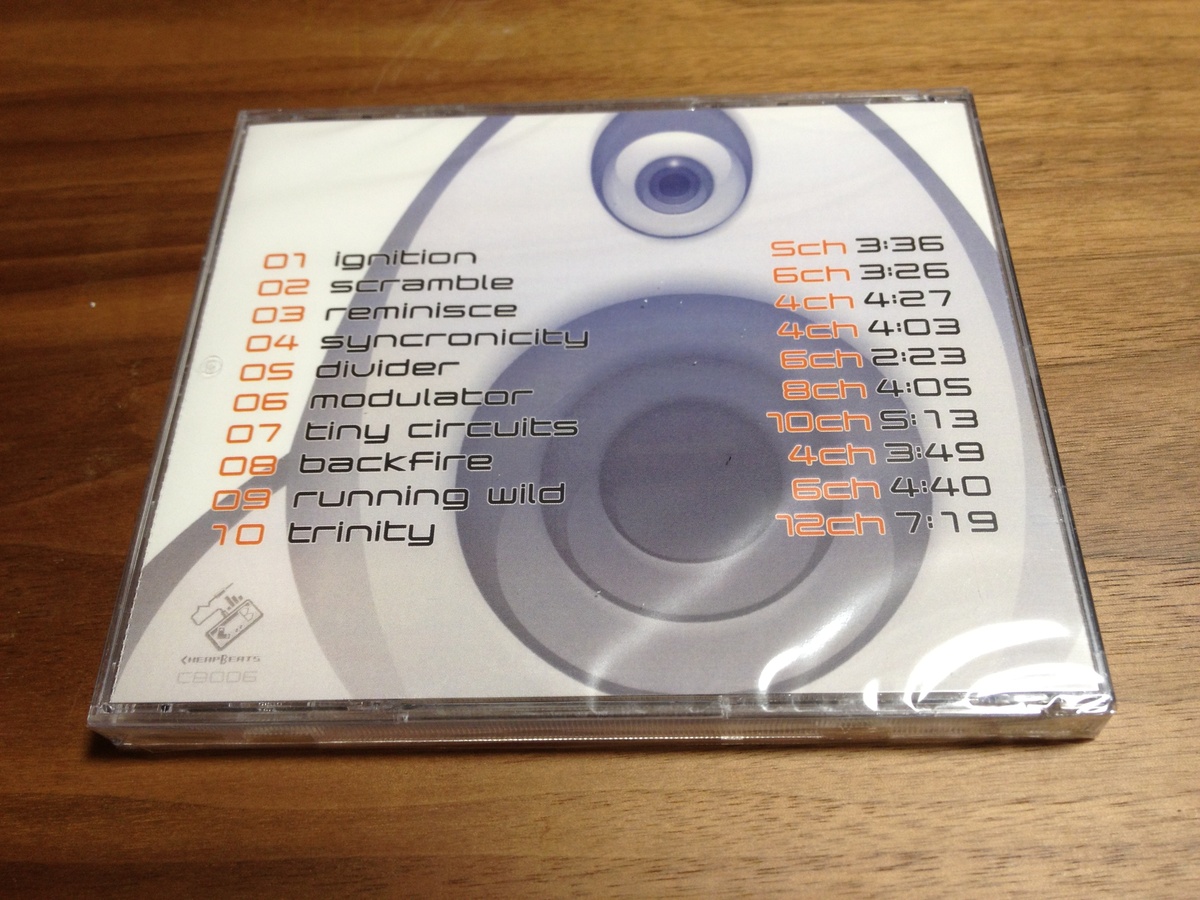 01 ignition 5ch 3:36
02 scramble 6ch 3:26
03 reminisce 4ch 4:27
04 syncronicity 4ch 4:03
05 divider 6ch 2:23
06 modulator 8ch 4:05
07 tiny circuits 10ch 5:13
08 backfire 4ch 3:49
09 running wild 6ch 4:40
10 trinity 12ch 7:19
CHEAPBEATS
CB006